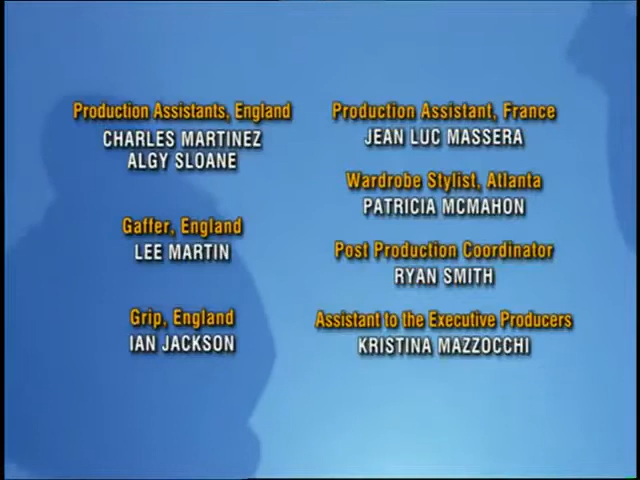 Production Assistants, England
CHARLES MARTINEZ
ALGY SLOANE
Gaffer, England
LEE MARTIN
Grip, England
IAN JACKSON
Production Assistant, France
JEAN LUC MASSERA
Wardrobe Stylist, Atlanta
PATRICIA MCMAHON
Post Production Coordinator
RYAN SMITH
Assistant to the Executive Producers
KRISTINA MAZZOCCHI